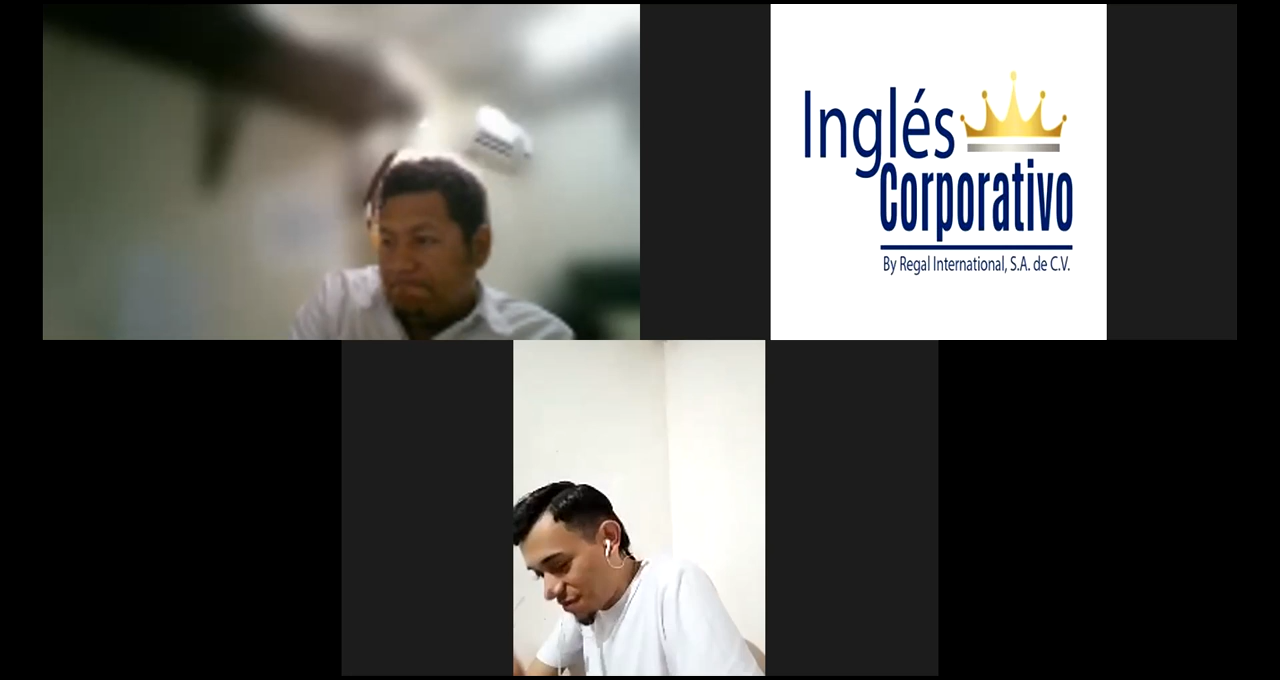 Inglés
Corporativo
By Regal International, S.A. de C.V.